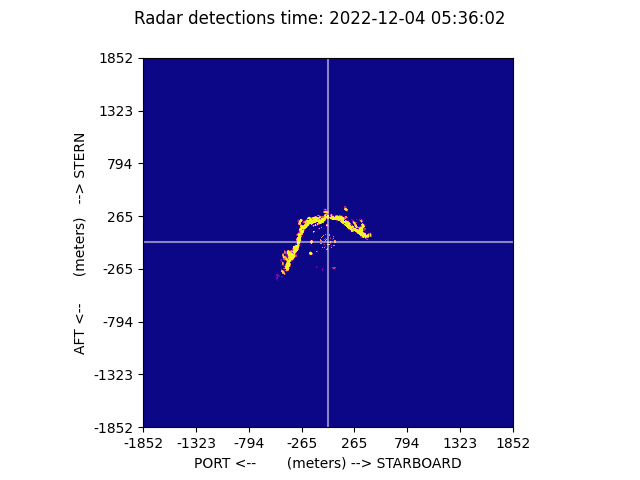 Radar detections time: 2022-12-04 05:36:02
1852
1323
794
265
-265
-794
-1323
-1852
AFT <-- (meters) --> STERN
-1852 -1323 -794 -265 265 794 1323 1852
PORT <-- (meters) --> STARBOARD